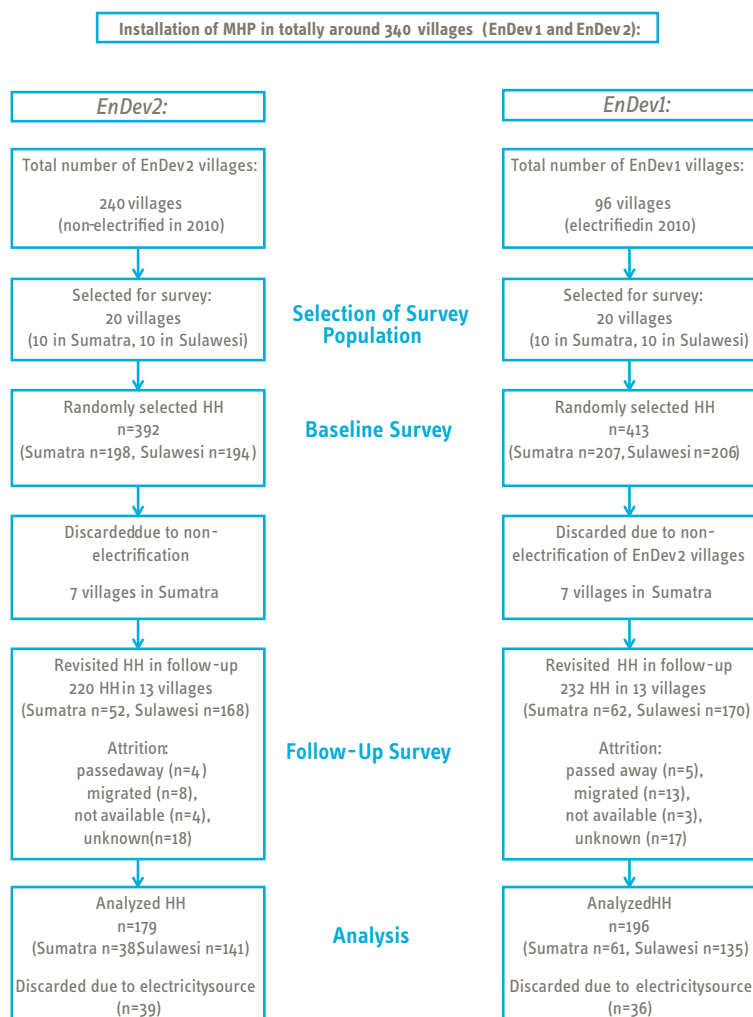 Installation of MHP in totally around 340 villages (EnDev1 and EnDev2):
EnDev2:
Total number of EnDev2 villages:
240 villages
(non-electrified in 2010)
Selected for survey:
20 villages
(10 in Sumatra, 10 in Sulawesi)
Randomly selected HH
n=392
(Sumatra n=198, Sulawesi n=194)
Discardeddue to non-
electrification
7 villages in Sumatra
Revisited HH in follow-up
220 HH in 13 villages
(Sumatra n=52, Sulawesi n=168)
Attrition:
passedaway (n=4)
migrated (n=8),
not available (n=4),
unknown(n=18)
Analyzed HH
n=179
(Sumatra n=38,Sulawesi n=141)
Discarded due to electricitysource
(n=39)
Selection of Survey
Population
Baseline Survey
Follow-Up Survey
Analysis
EnDev1:
Total number of EnDev1 villages:
96 villages
(electrifiedin 2010)
Selected for survey:
20 villages
(10 in Sumatra, 10 in Sulawesi)
Randomly selected HH
n=413
(Sumatra n=207, Sulawesi n=206)
Discarded due to non-
electrification of EnDev2 villages
7 villages in Sumatra
Revisited HH in follow-up
232 HH in 13 villages
(Sumatra n=62, Sulawesi n=170)
Attrition:
passed away (n=5),
migrated (n=13),
not available (n=3),
unknown (n=17)
AnalyzedHH
n=196
(Sumatra n=61, Sulawesi n=135)
Discarded due to electricitysource
(n=36)